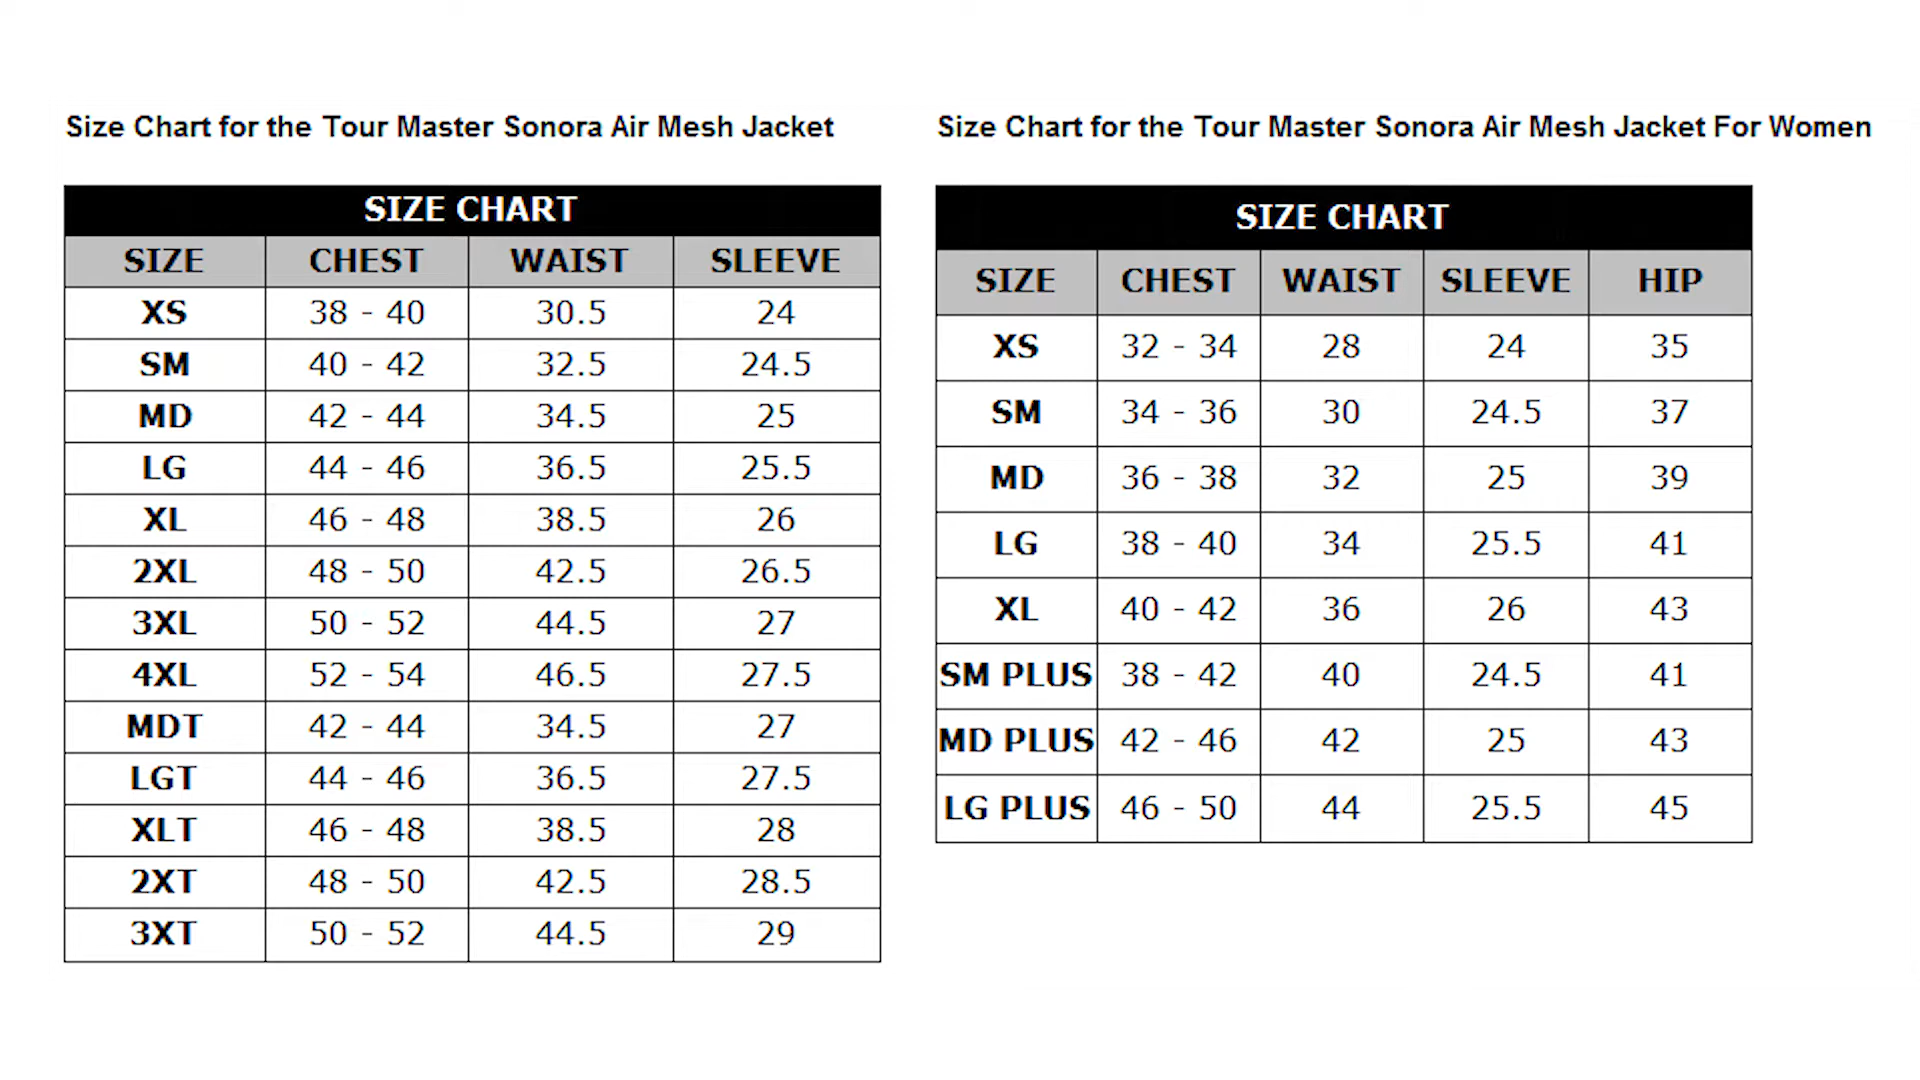 Size Chart for the Tour Master Sonora Air Mesh Jacket
SIZE CHART
SIZE CHEST WAIST SLEEVE
XS 38 - 40 30.5 24
SM 40 - 42 32.5 24.5
MD 42 - 44 34.5 25
LG 44 - 46 36.5 25.5
XL 46 - 48 38.5 26
2XL 48 - 50 42.5 26.5
3XL 50 - 52 44.5 27
4XL 52 - 54 46.5 27.5
MDT 42 - 44 34.5 27
LGT 44 - 46 36.5 27.5
XLT 46 - 48 38.5 28
2XT 48 - 50 42.5 28.5
3XT 50 - 52 44.5 29
Size Chart for the Tour Master Sonora Air Mesh Jacket For Women
SIZE CHART
SIZE CHEST WAIST SLEEVE HIP
XS 32 - 34 28 24 35
SM 34 - 36 30 24.5 37
MD 36 - 38 32 25 39
LG 38 - 40 34 25.5 41
XL 40 - 42 36 26 43
SM PLUS 38 - 42 40 24.5 41
MD PLUS 42 - 46 42 25 43
LG PLUS 46 - 50 44 25.5 45